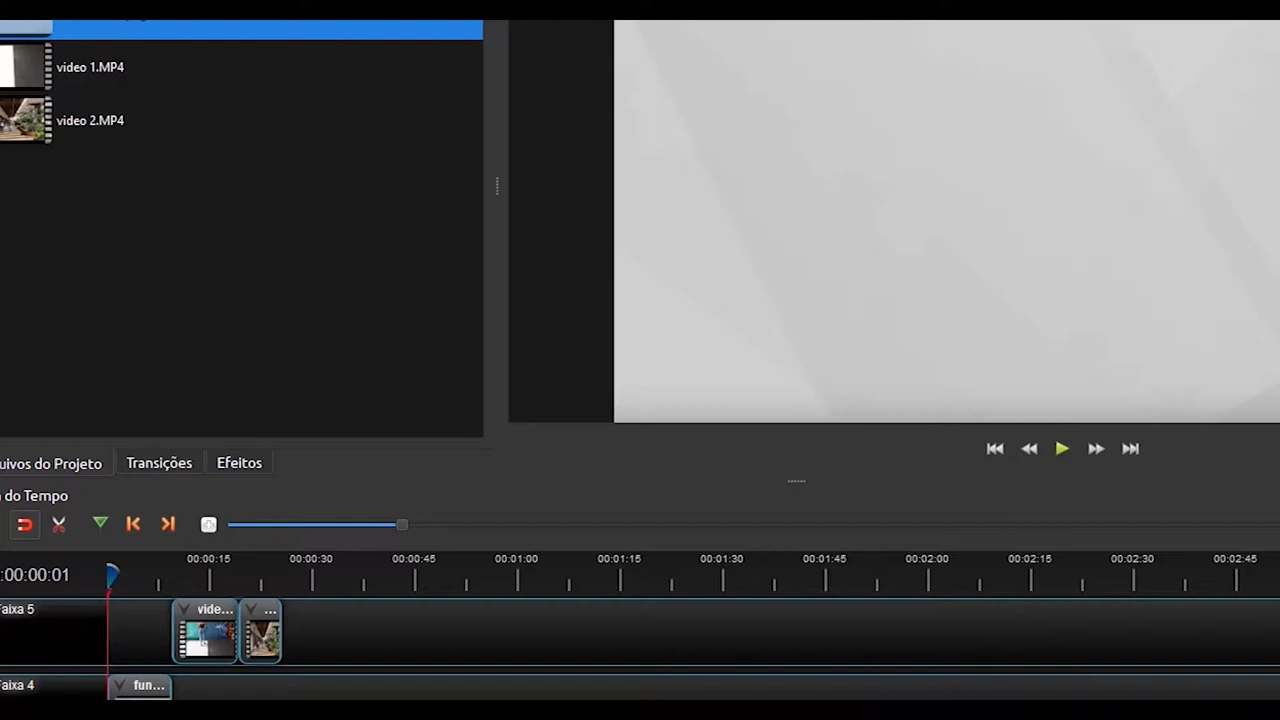 video 1.MP4
video 2.MP4
uivos do Projeto
Transições
Efeitos
do Tempo
:00:00:01
00:00:15
00:00:30
00:00:45
00:01:00
00:01:15
00:01:30
00:01:45
00:02:00
00:02:15
00:02:30
00:02:45
aixa 5
vide...
...
aixa 4
fun...